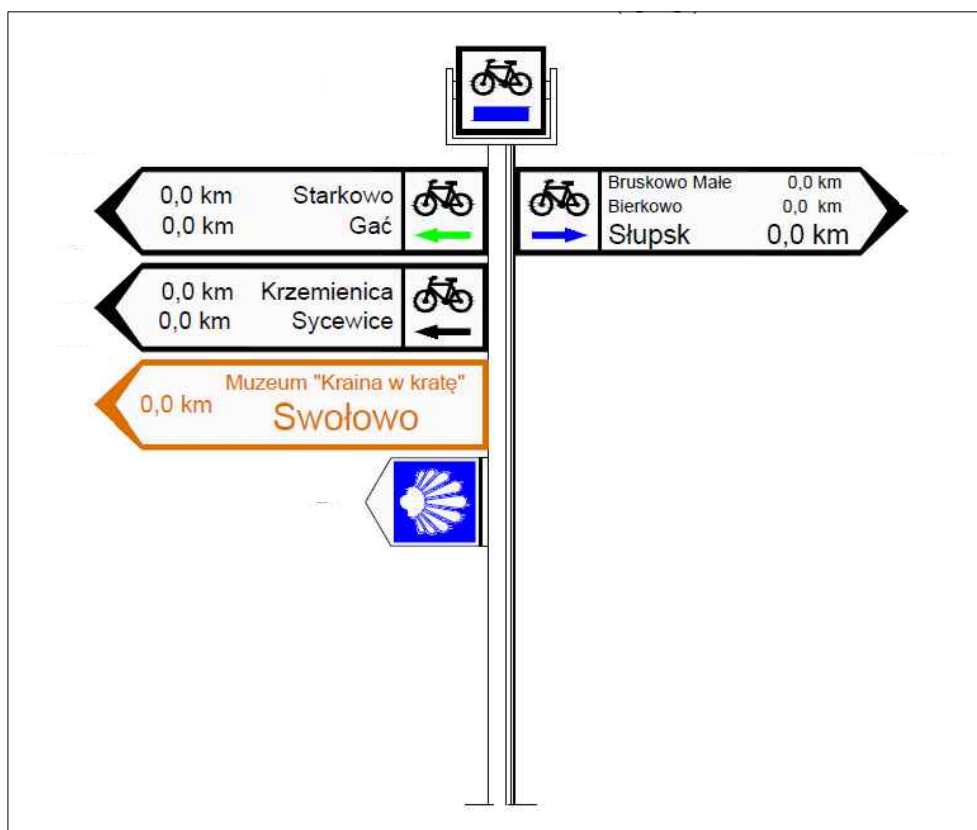 0,0 km Starkowo
0,0 km Gać
Bruskowo Małe 0,0 km
Bierkowo 0,0 km
Słupsk 0,0 km
0,0 km Krzemienica
0,0 km Sycewice
Muzeum "Kraina w kratę"
0,0 km Swołowo